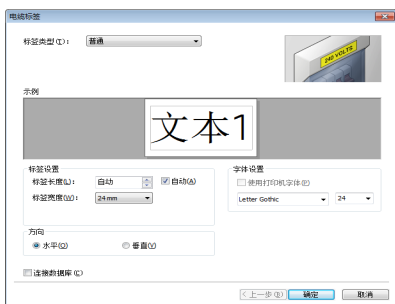 电缆标签
标签类型(T)： 普通
240 VOLTS
示例
文本1
标签设置
标签长度(L)： 自动 自动(A)
标签宽度(W)： 24 mm
字体设置
使用打印机字体(P)
Letter Gothic 24
方向
水平(O) 垂直(V)
连接数据库(C)
< 上一步(B) 确定 取消